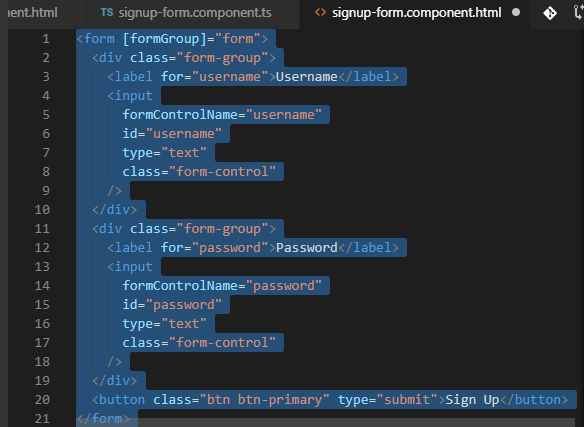 nent.html TS signup-form.component.ts <> signup-form.component.html
1 <form [formGroup]="form">
2 <div class="form-group">
3 <label for="username">Username</label>
4 <input
5 formControlName="username"
6 id="username"
7 type="text"
8 class="form-control"
9 />
10 </div>
11 <div class="form-group">
12 <label for="password">Password</label>
13 <input
14 formControlName="password"
15 id="password"
16 type="text"
17 class="form-control"
18 />
19 </div>
20 <button class="btn btn-primary" type="submit">Sign Up</button>
21 </form>